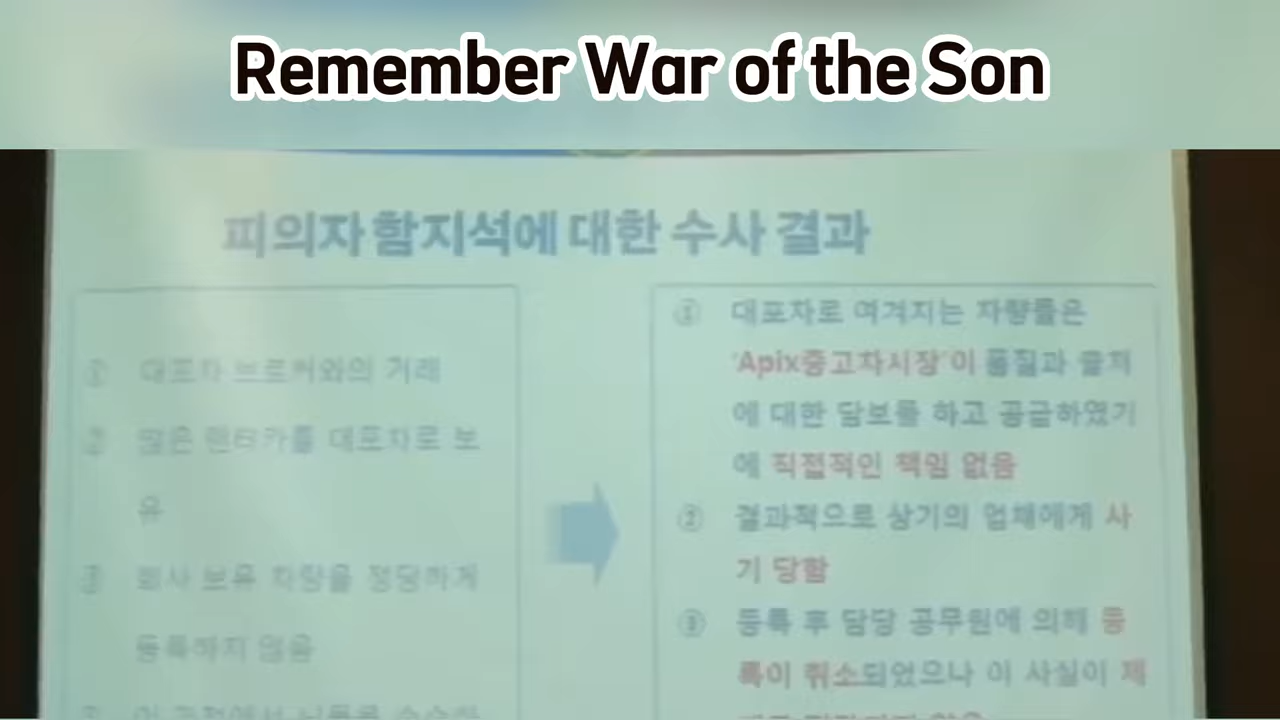 Remember War of the Son
피의자 함지석에 대한 수사 결과
① 대포차 브로커와의 거래
② 많은 렌터카를 대포차로 보
유
③ 회사 보유 차량을 정당하게
등록하지 않음
① 대포차로 여겨지는 차량들은
'Apix중고차시장'이 품질과 출처
에 대한 담보를 하고 공급하였기
에 직접적인 책임 없음
② 결과적으로 상기의 업체에게 사
기 당함
③ 등록 후 담당 공무원에 의해 등
록이 취소되었으나 이 사실이 제